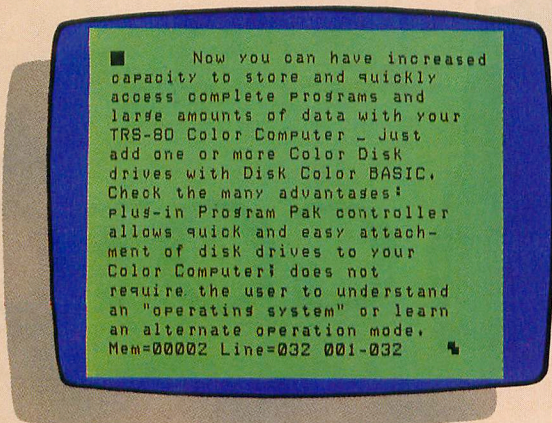 Now you can have increased
capacity to store and quickly
access complete programs and
large amounts of data with your
TRS-80 Color Computer _ Just
add one or more Color Disk
drives with Disk Color BASIC.
Check the many advantages:
plug-in Program Pak controller
allows quick and easy attach-
ment of disk drives to your
Color Computer; does not
require the user to understand
an "operating system" or learn
an alternate operation mode.
Mem=00002 Line=032 001-032